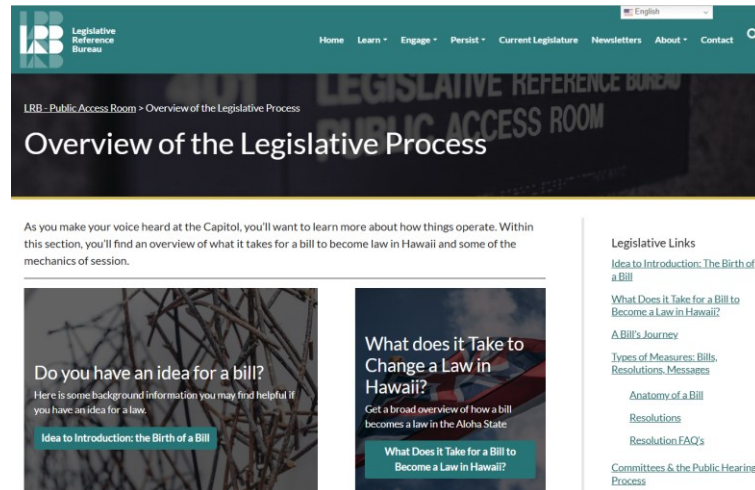 English
LRB
Legislative
Reference
Bureau
Home Learn Engage Persist Current Legislature Newsletters About Contact
401 LEGISLATIVE REFERENCE BUREAU
PUBLIC ACCESS ROOM
LRB - Public Access Room > Overview of the Legislative Process
Overview of the Legislative Process
As you make your voice heard at the Capitol, you’ll want to learn more about how things operate. Within
this section, you’ll find an overview of what it takes for a bill to become law in Hawaii and some of the
mechanics of session.
Do you have an idea for a bill?
Here is some background information you may find helpful if
you have an idea for a law.
Idea to Introduction: the Birth of a Bill
What does it Take to
Change a Law in
Hawaii?
Get a broad overview of how a bill
becomes a law in the Aloha State
What Does it Take for a Bill to
Become a Law in Hawaii?
Legislative Links
Idea to Introduction: The Birth of
a Bill
What Does it Take for a Bill to
Become a Law in Hawaii?
A Bill's Journey
Types of Measures: Bills,
Resolutions, Messages
Anatomy of a Bill
Resolutions
Resolution FAQ's
Committees & the Public Hearing
Process